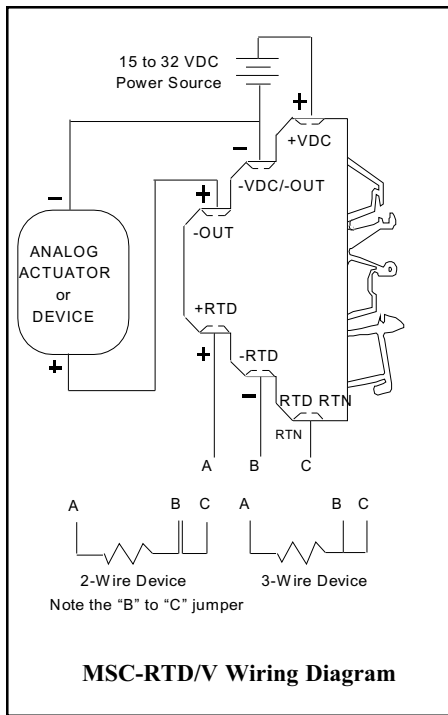 15 to 32 VDC
Power Source
+
+VDC
–
-VDC/-OUT
–
+
-OUT
ANALOG
ACTUATOR
or
DEVICE
+RTD
+
+
-RTD
–
RTD RTN
RTN
A B C
A B C A B C
2-Wire Device 3-Wire Device
Note the “B” to “C” jumper
MSC-RTD/V Wiring Diagram